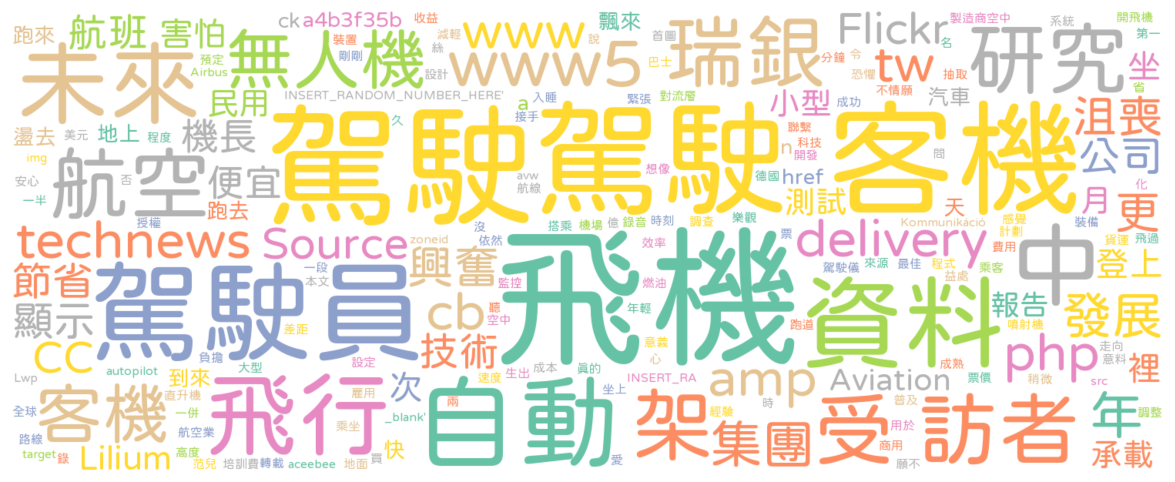 跑來 航班 害怕 ck a4b3f35b 收益 飄來 Flickr 製造商空中 系統 開飛機
未來 無人機 裝置 減輕 www 說 首圖 瑞銀 分鐘 令 名 研究 第一
預定 剛剛 絲 www5 巴士 恐懼 tw 抽取 坐
Airbus 設計 對流層 不情願 省
民用 INSERT_RANDOM_NUMBER_HERE' a 入睡 緊張 成功 小型 汽車
盪去 美元 地上 程度 機長 久 接手 聯繫 科技 沮喪
img 駕駛 駕駛 客機 n 開發 間 公司
航空 便宜 avw 想像 德國 href 化
安心 否 航線 測試 月 更
一半 跑去 天
授權 搭乘 機場 億 錄音 時刻 調查 樂觀 Kommunikáció 感覺 裝備
technews Source 沒 票 delivery 計劃 中 貨運 飛過
依然 zoneid 效率 費用 登上
節省 一段 興奮 飛機 駕駛儀 來源 最佳 程式 乘客
本文 監控 燃油 益處
駕駛員 聽 年輕 資料 報告 發展
顯示 cb 空中 跑道 噴射機
差距 意義 走向
CC 負擔 技術 心 成熟 php 意料 裡
Lwp autopilot 大型 設定 生出 成本 真的 INSERT_RA amp Aviation 票價 稍微 src
到來 直升機 飛行 雇用 次 速度 坐上 普及 年 調整
全球 客機 一併 兩 自動 架 經驗 時 受訪者
路線 航空業 乘坐 _blank' 集團 用於
target 錄 Lilium 高度 快 商用 承載
范兒 培訓費 轉載 aceebee 地面 買 愛 願不